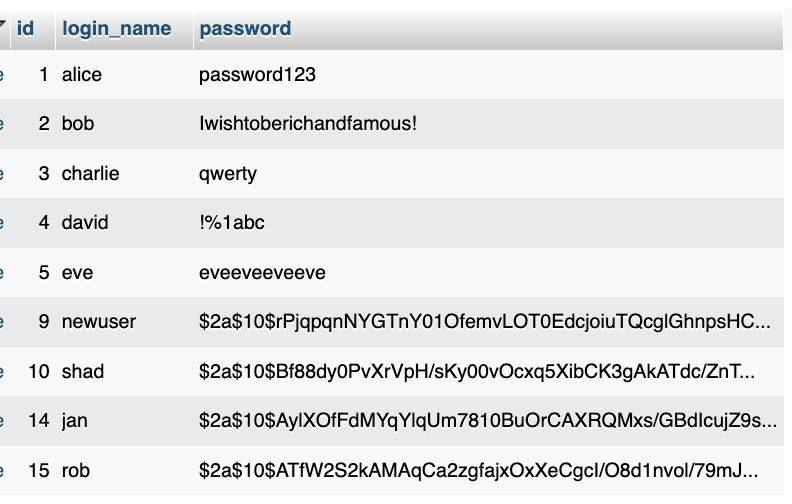 id login_name password
e 1 alice password123
e 2 bob Iwishtoberichandfamous!
e 3 charlie qwerty
e 4 david !%1abc
e 5 eve eveeveeveeve
e 9 newuser $2a$10$rPjqpqnNYGTnY01OfemvLOT0EdcjoiuTQcglGhnpsHC...
e 10 shad $2a$10$Bf88dy0PvXrVpH/sKy00vOcxq5XibCK3gAkATdc/ZnT...
e 14 jan $2a$10$AylXOfFdMYqYlqUm7810BuOrCAXRQMxs/GBdIcujZ9s...
e 15 rob $2a$10$ATfW2S2kAMAqCa2zgfajxOxXeCgcI/O8d1nvol/79mJ...